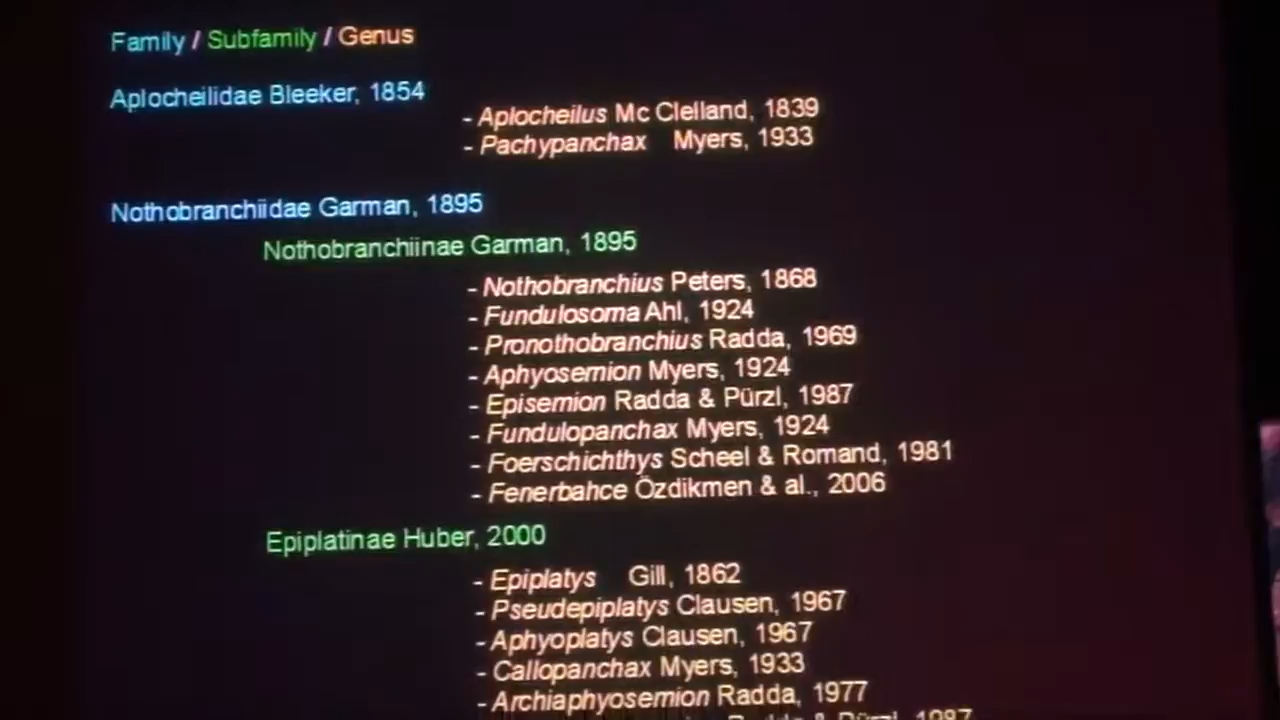 Family / Subfamily / Genus
Aplocheilidae Bleeker, 1854
- Aplocheilus Mc Clelland, 1839
- Pachypanchax Myers, 1933
Nothobranchiidae Garman, 1895
Nothobranchiinae Garman, 1895
- Nothobranchius Peters, 1868
- Fundulosoma Ahl, 1924
- Pronothobranchius Radda, 1969
- Aphyosemion Myers, 1924
- Episemion Radda & Pürzl, 1987
- Fundulopanchax Myers, 1924
- Foerschichthys Scheel & Romand, 1981
- Fenerbahce Özdikmen & al., 2006
Epiplatinae Huber, 2000
- Epiplatys Gill, 1862
- Pseudepiplatys Clausen, 1967
- Aphyoplatys Clausen, 1967
- Callopanchax Myers, 1933
- Archiaphyosemion Radda, 1977
Radda & Pürzl, 1987